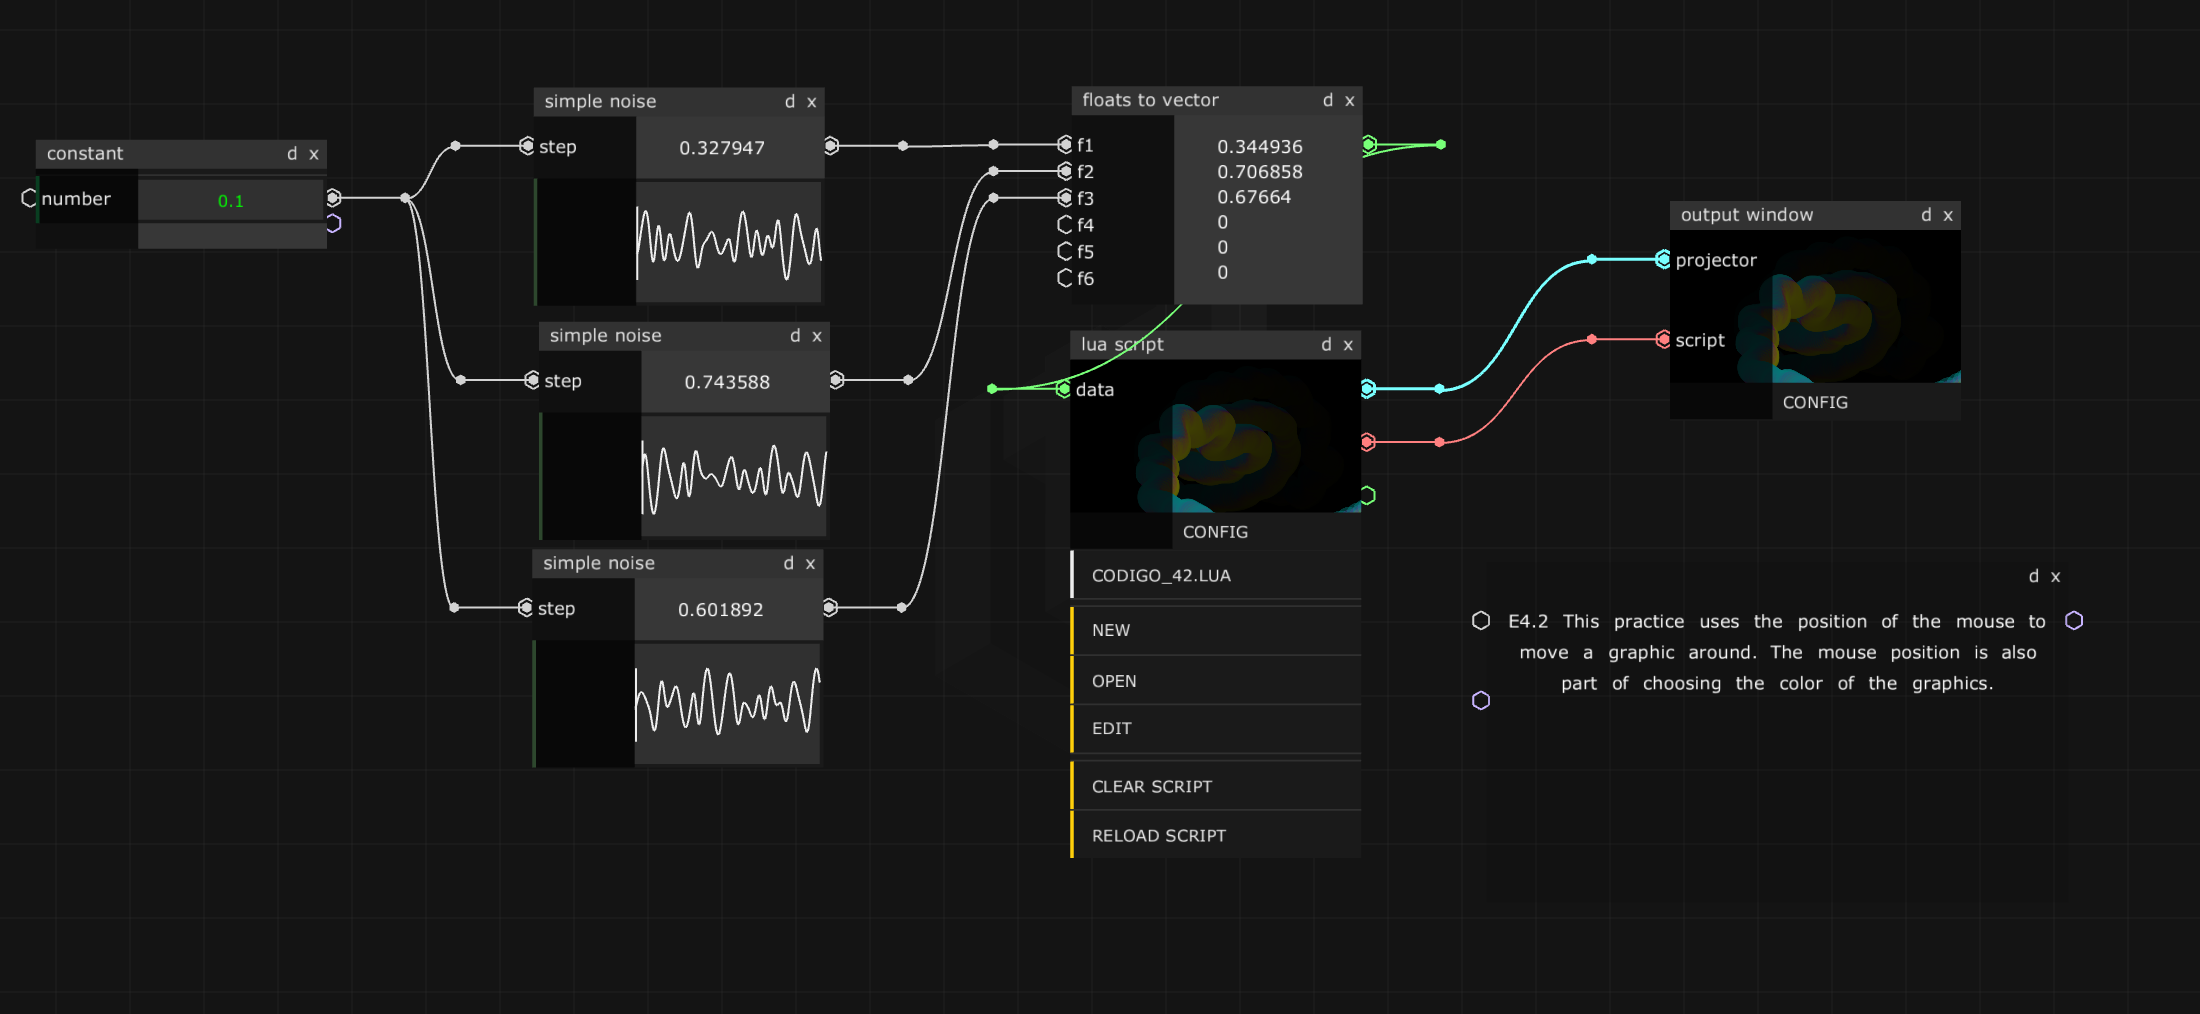 constant d x
number 0.1
simple noise d x
step 0.327947
simple noise d x
step 0.743588
simple noise d x
step 0.601892
floats to vector d x
f1 0.344936
f2 0.706858
f3 0.67664
f4 0
f5 0
f6 0
lua script d x
data
CONFIG
CODIGO_42.LUA
NEW
OPEN
EDIT
CLEAR SCRIPT
RELOAD SCRIPT
output window d x
projector
script
CONFIG
d x
E4.2 This practice uses the position of the mouse to
move a graphic around. The mouse position is also
part of choosing the color of the graphics.